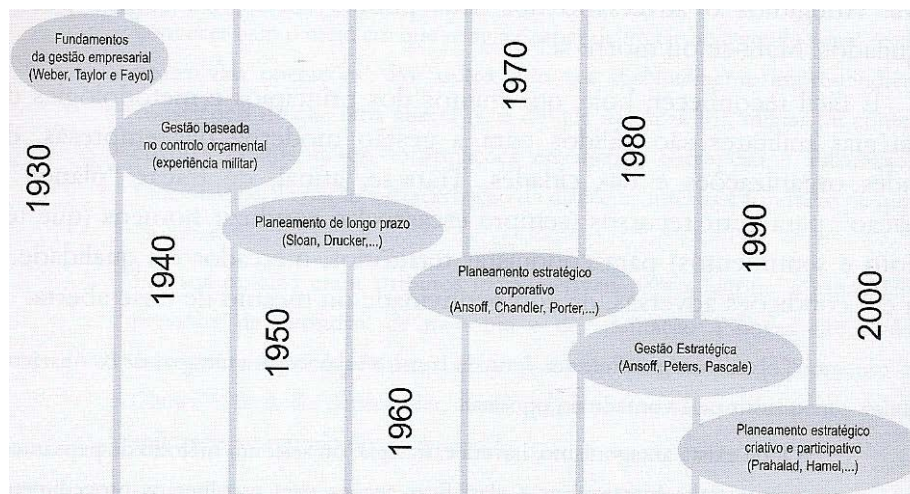 Fundamentos
da gestão empresarial
(Weber, Taylor e Fayol)
1930
Gestão baseada
no controlo orçamental
(experiência militar)
1940
Planeamento de longo prazo
(Sloan, Drucker,...)
1950
1960
Planeamento estratégico
corporativo
(Ansoff, Chandler, Porter,...)
1970
Gestão Estratégica
(Ansoff, Peters, Pascale)
1980
1990
Planeamento estratégico
criativo e participativo
(Prahalad, Hamel,...)
2000